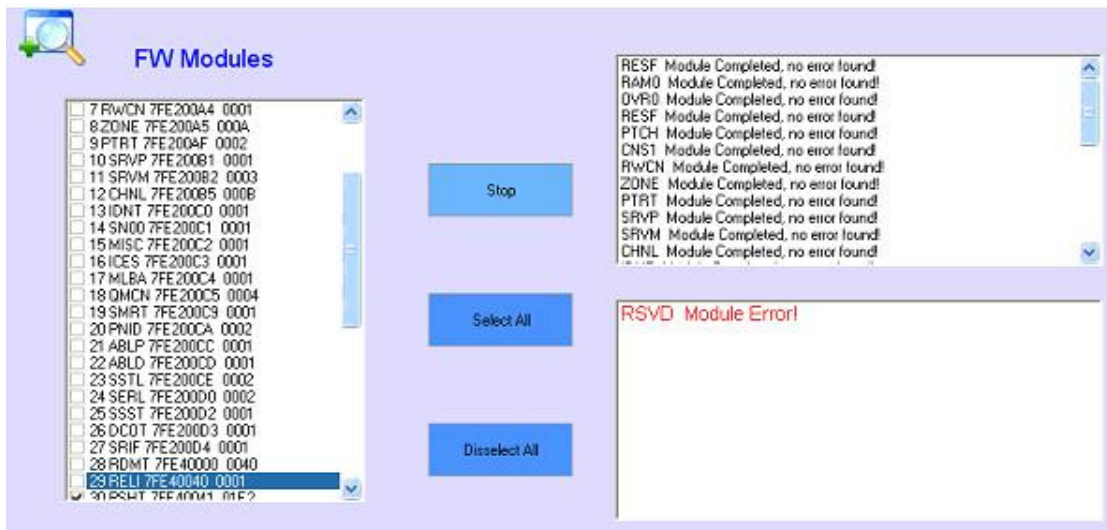 FW Modules
7 RWCN 7FE200A4 0001
8 ZONE 7FE200A5 000A
9 PTRT 7FE200AF 0002
10 SRVP 7FE200B1 0001
11 SRVM 7FE200B2 0003
12 CHNL 7FE200B5 000B
13 IDNT 7FE200C0 0001
14 SN00 7FE200C1 0001
15 MISC 7FE200C2 0001
16 ICES 7FE200C3 0001
17 MLBA 7FE200C4 0001
18 QMCN 7FE200C5 0004
19 SMRT 7FE200C9 0001
20 PNID 7FE200CA 0002
21 ABLP 7FE200CC 0001
22 ABLD 7FE200CD 0001
23 SSTL 7FE200CE 0002
24 SERL 7FE200D0 0002
25 SSST 7FE200D2 0001
26 DCOT 7FE200D3 0001
27 SRIF 7FE200D4 0001
28 RDMT 7FE40000 0040
29 RELI 7FE40040 0001
30 PSHT 7FE40041 01F2
Stop
Select All
Disselect All
RESF Module Completed, no error found!
RAM0 Module Completed, no error found!
OVR0 Module Completed, no error found!
RESF Module Completed, no error found!
PTCH Module Completed, no error found!
CNS1 Module Completed, no error found!
RWCN Module Completed, no error found!
ZONE Module Completed, no error found!
PTRT Module Completed, no error found!
SRVP Module Completed, no error found!
SRVM Module Completed, no error found!
CHNL Module Completed, no error found!
RSVD Module Error!